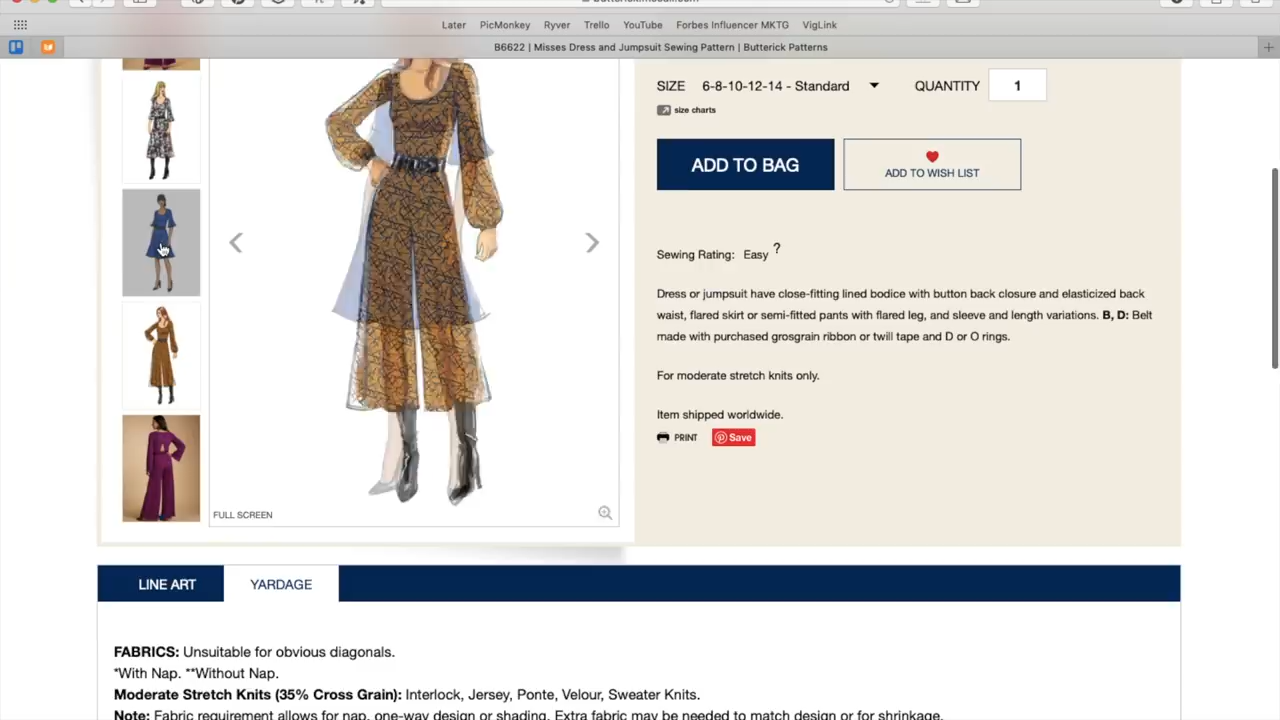 Later PicMonkey Ryver Trello YouTube Forbes Influencer MKTG VigLink
B6622 | Misses Dress and Jumpsuit Sewing Pattern | Butterick Patterns
SIZE 6-8-10-12-14 - Standard QUANTITY 1
size charts
ADD TO BAG
ADD TO WISH LIST
Sewing Rating: Easy ?
Dress or jumpsuit have close-fitting lined bodice with button back closure and elasticized back
waist, flared skirt or semi-fitted pants with flared leg, and sleeve and length variations. B, D: Belt
made with purchased grosgrain ribbon or twill tape and D or O rings.
For moderate stretch knits only.
Item shipped worldwide.
PRINT Save
FULL SCREEN
LINE ART YARDAGE
FABRICS: Unsuitable for obvious diagonals.
*With Nap. **Without Nap.
Moderate Stretch Knits (35% Cross Grain): Interlock, Jersey, Ponte, Velour, Sweater Knits.
Note: Fabric requirement allows for nap, one-way design or shading. Extra fabric may be needed to match design or for shrinkage.